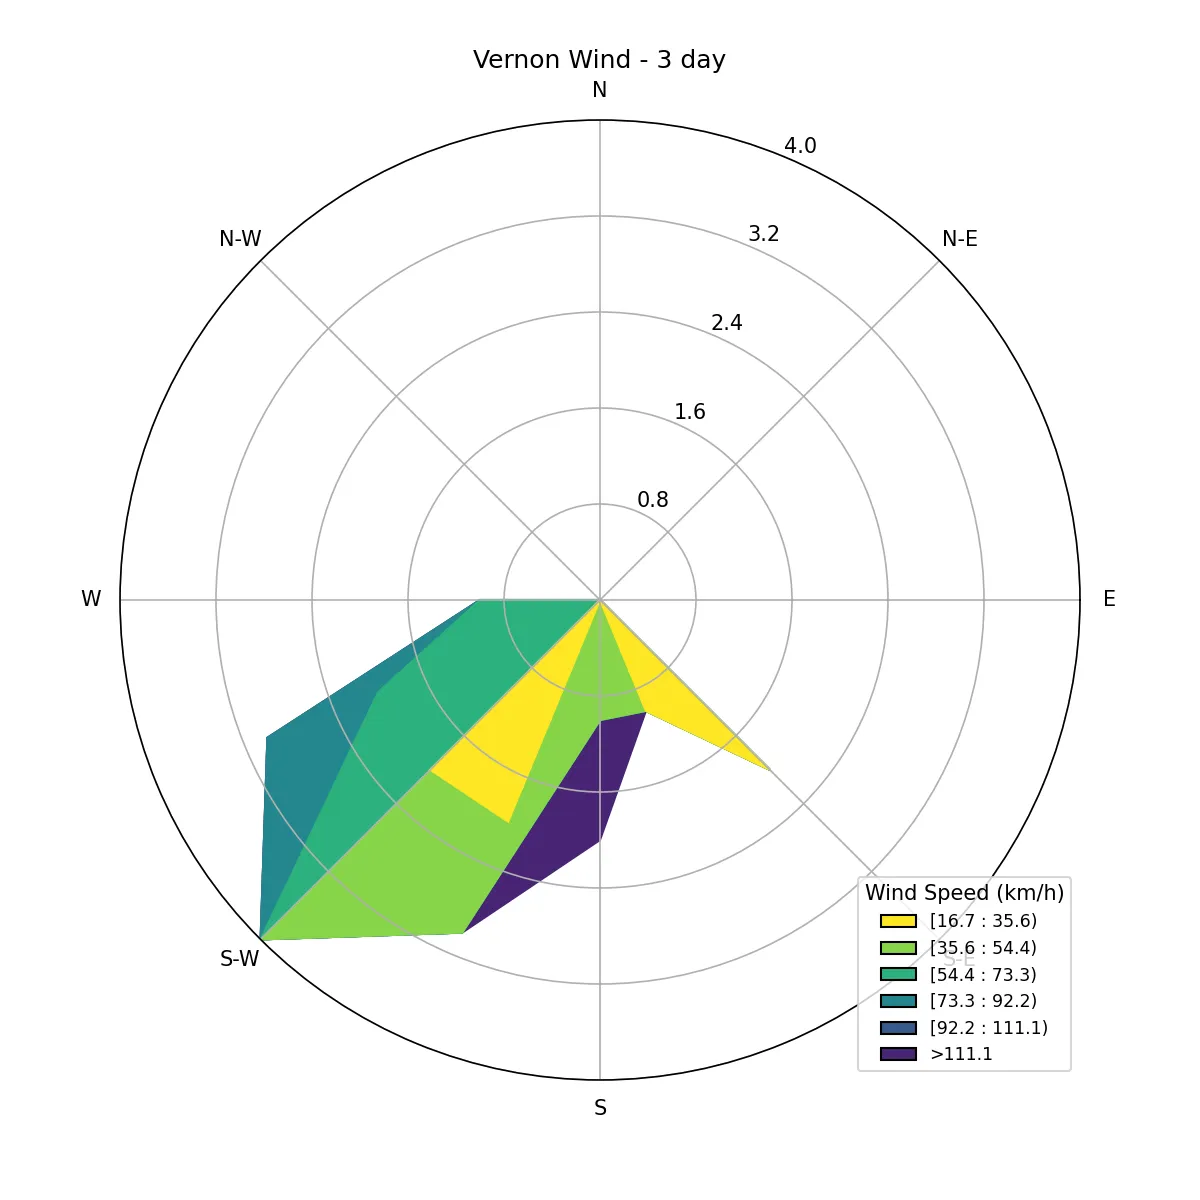 Vernon Wind - 3 day
N
4.0
N-W
3.2
N-E
2.4
1.6
0.8
W
E
Wind Speed (km/h)
[16.7 : 35.6)
[35.6 : 54.4)
S-W
S-E
[54.4 : 73.3)
[73.3 : 92.2)
[92.2 : 111.1)
>111.1
S